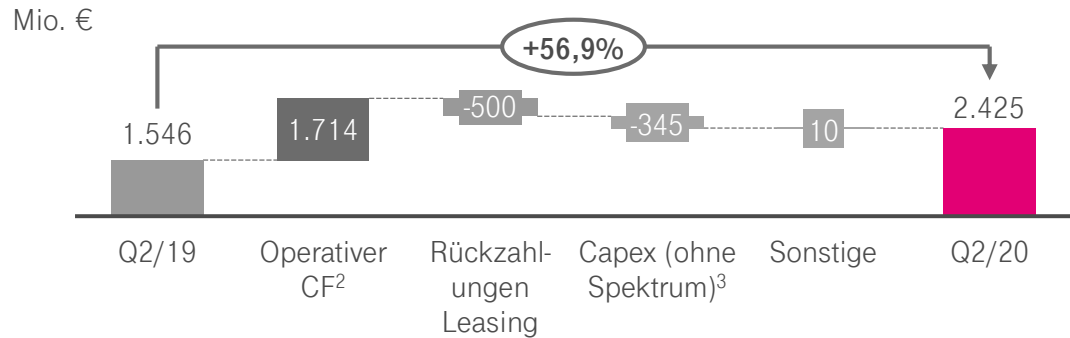 Mio. €
+56,9%
1.546
1.714
-500
-345
10
2.425
Q2/19
Operativer
CF²
Rückzahl-
ungen
Leasing
Capex (ohne
Spektrum)³
Sonstige
Q2/20